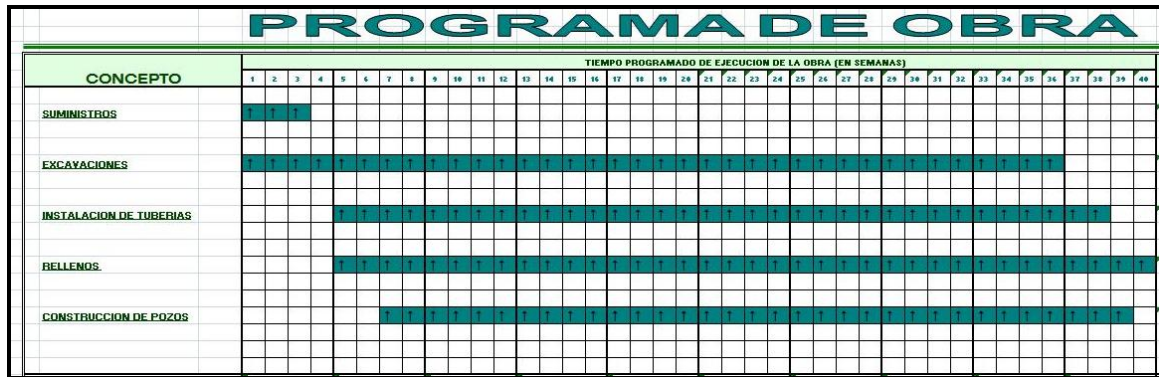 PROGRAMA DE OBRA
TIEMPO PROGRAMADO DE EJECUCION DE LA OBRA (EN SEMANAS)
CONCEPTO 1 2 3 4 5 6 7 8 9 10 11 12 13 14 15 16 17 18 19 20 21 22 23 24 25 26 27 28 29 30 31 32 33 34 35 36 37 38 39 40
SUMINISTROS ↑ ↑ ↑
EXCAVACIONES ↑ ↑ ↑ ↑ ↑ ↑ ↑ ↑ ↑ ↑ ↑ ↑ ↑ ↑ ↑ ↑ ↑ ↑ ↑ ↑ ↑ ↑ ↑ ↑ ↑ ↑ ↑ ↑ ↑ ↑ ↑ ↑ ↑ ↑ ↑ ↑
INSTALACION DE TUBERIAS ↑ ↑ ↑ ↑ ↑ ↑ ↑ ↑ ↑ ↑ ↑ ↑ ↑ ↑ ↑ ↑ ↑ ↑ ↑ ↑ ↑ ↑ ↑ ↑ ↑ ↑ ↑ ↑ ↑ ↑ ↑ ↑ ↑ ↑
RELLENOS ↑ ↑ ↑ ↑ ↑ ↑ ↑ ↑ ↑ ↑ ↑ ↑ ↑ ↑ ↑ ↑ ↑ ↑ ↑ ↑ ↑ ↑ ↑ ↑ ↑ ↑ ↑ ↑ ↑ ↑ ↑ ↑ ↑ ↑ ↑ ↑
CONSTRUCCION DE POZOS ↑ ↑ ↑ ↑ ↑ ↑ ↑ ↑ ↑ ↑ ↑ ↑ ↑ ↑ ↑ ↑ ↑ ↑ ↑ ↑ ↑ ↑ ↑ ↑ ↑ ↑ ↑ ↑ ↑ ↑ ↑ ↑ ↑